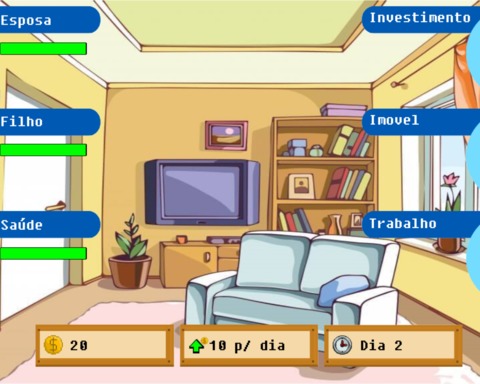 Esposa
Investimento
Filho
Imovel
Saúde
Trabalho
20
10 p/ dia
Dia 2